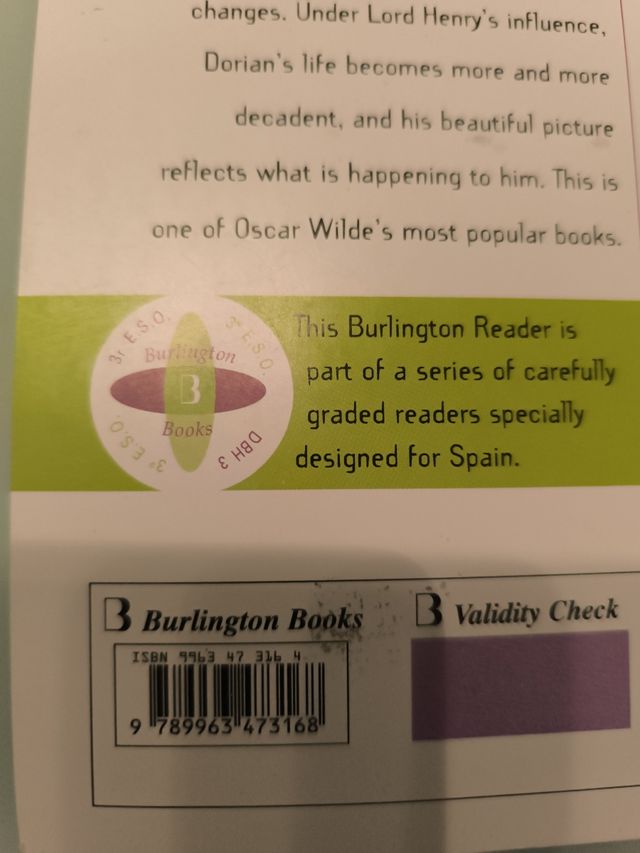 changes. Under Lord Henry's influence,
Dorian's life becomes more and more
decadent, and his beautiful picture
reflects what is happening to him. This is
one of Oscar Wilde's most popular books.
3r E.S.O.
3º E.S.O.
Burlington
B
Books
3º E.S.O.
DBH 3
This Burlington Reader is
part of a series of carefully
graded readers specially
designed for Spain.
B Burlington Books
B Validity Check
ISBN 9963 47 316 4
9 789963 473168